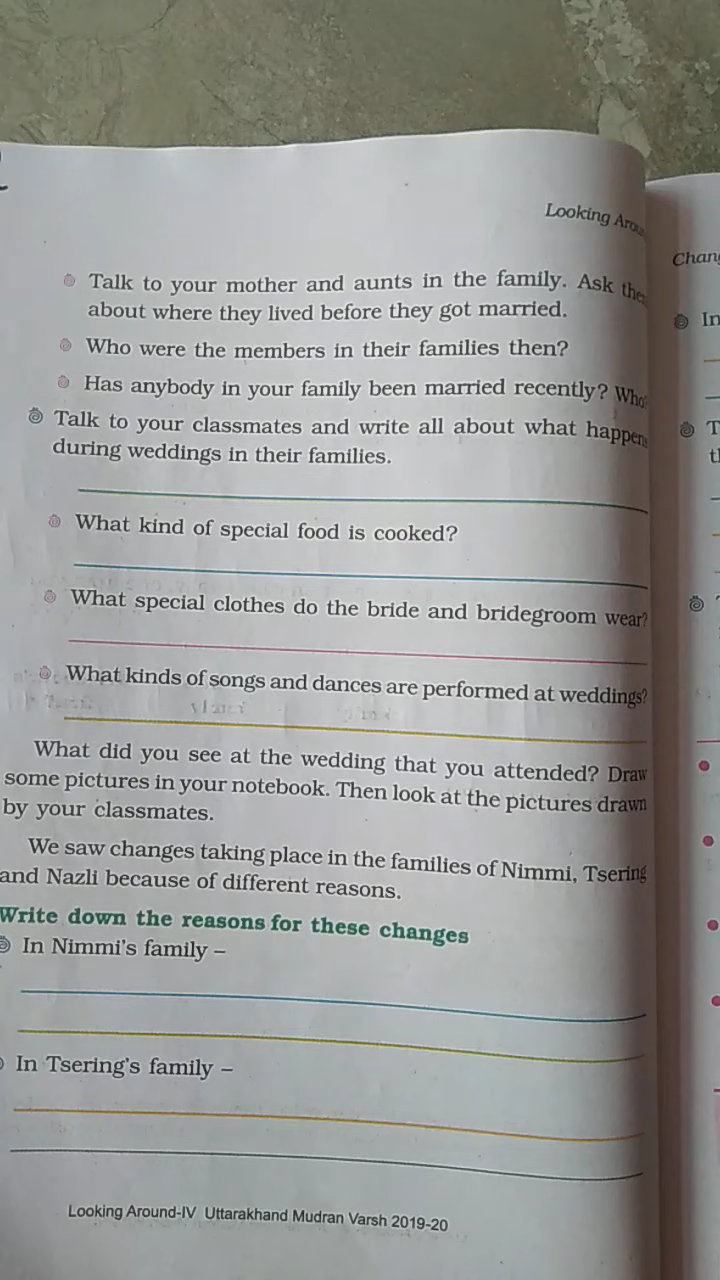 Looking
Talk to your mother and aunts in the family. Ask
about where they lived before they got married.
Who were the members in their families then?
Has anybody in your family been married recently? Who?
Talk to your classmates and write all about what happens
during weddings in their families.
What kind of special food is cooked?
What special clothes do the bride and bridegroom wear?
What kinds of songs and dances are performed at weddings?
What did you see at the wedding that you attended? Draw
some pictures in your notebook. Then look at the pictures drawn
by your classmates.
We saw changes taking place in the families of Nimmi, Tsering
and Nazli because of different reasons.
Write down the reasons for these changes
In Nimmi's family –
In Tsering's family –
Looking Around-IV Uttarakhand Mudran Varsh 2019-20
In